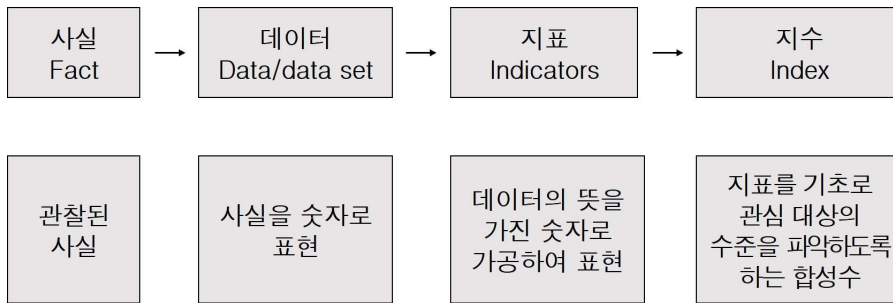 사실
Fact
데이터
Data/data set
지표
Indicators
지수
Index
관찰된
사실
사실을 숫자로
표현
데이터의 뜻을
가진 숫자로
가공하여 표현
지표를 기초로
관심 대상의
수준을 파악하도록
하는 합성수